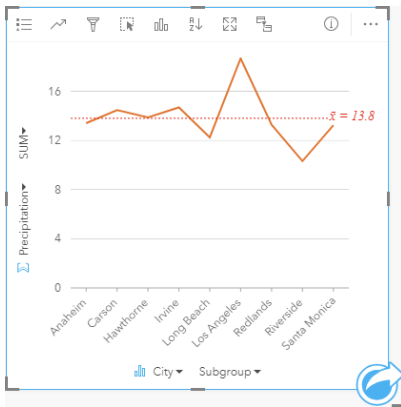 A
Z
16
12
8
4
0
SUM
Precipitation
x̄ = 13.8
Anaheim
Carson
Hawthorne
Irvine
Long Beach
Los Angeles
Redlands
Riverside
Santa Monica
City Subgroup